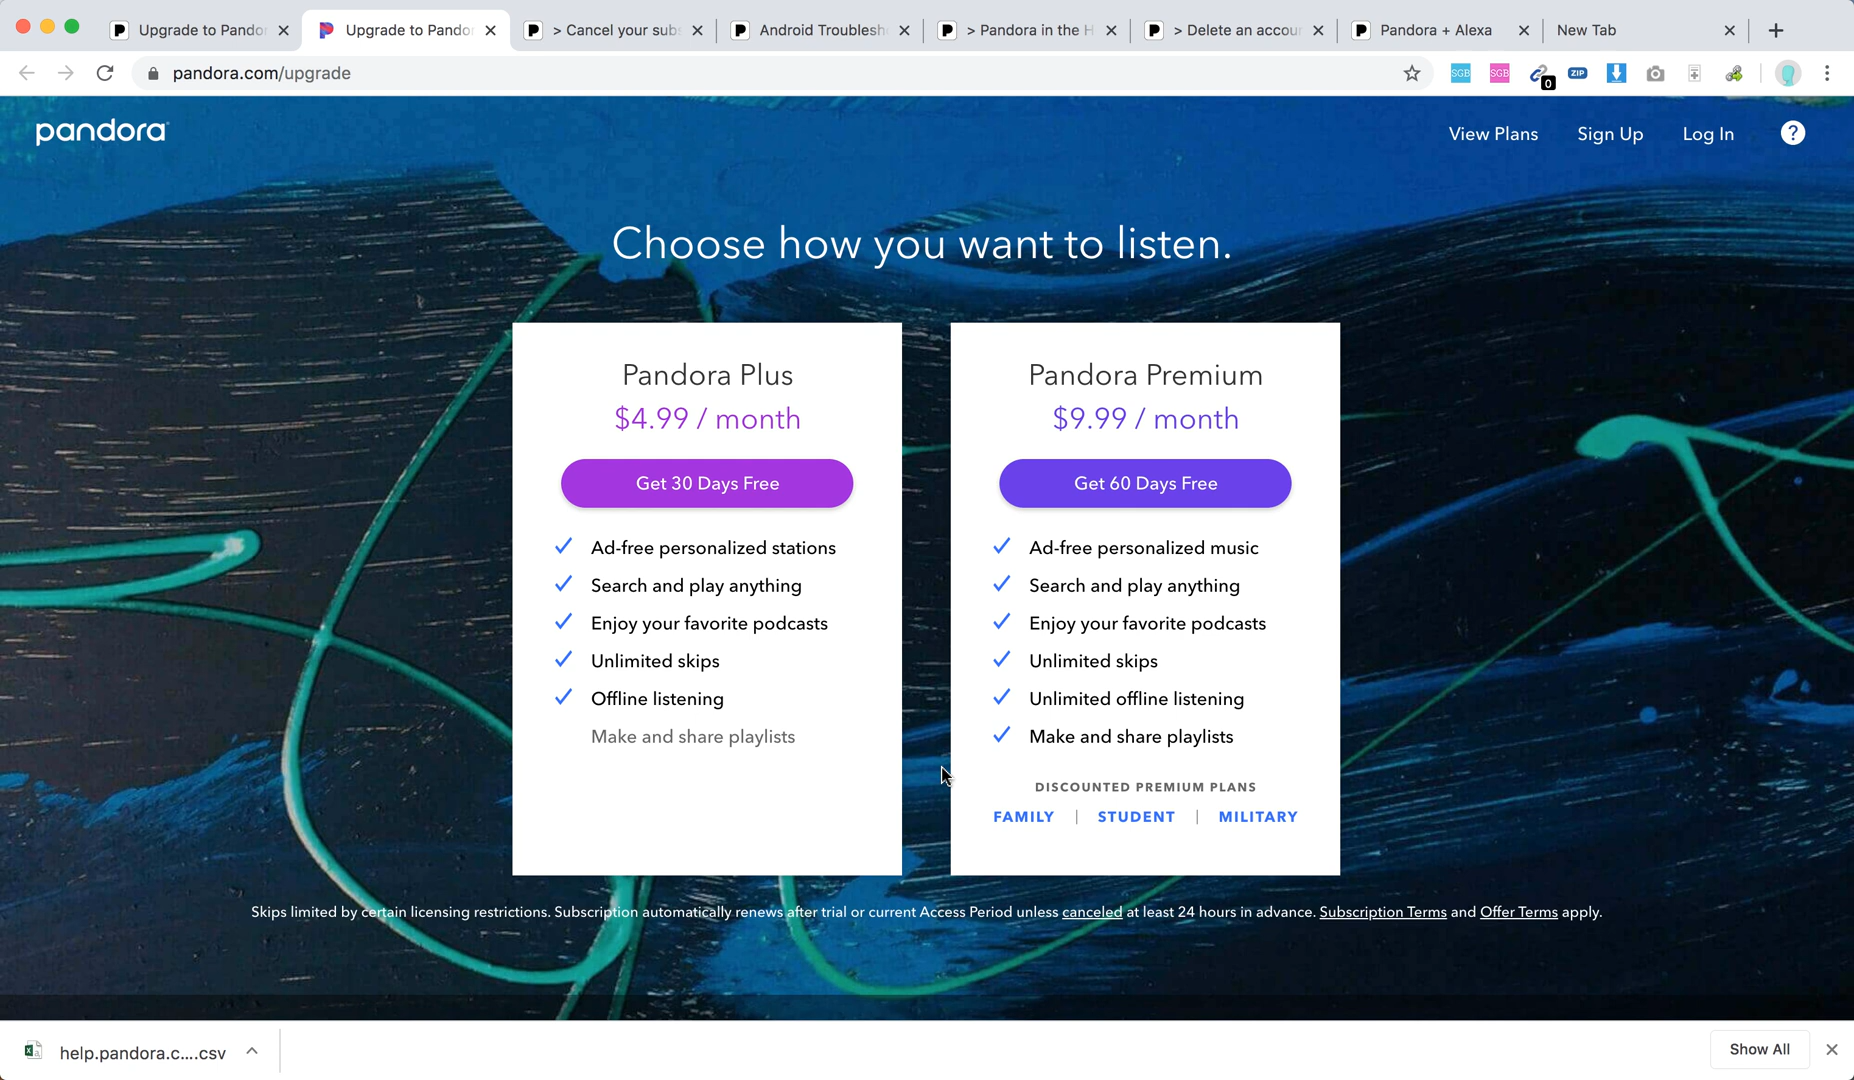 Upgrade to Pando
Upgrade to Pando
> Cancel your sub
Android Troublesh
> Pandora in the H
> Delete an accou
Pandora + Alexa
New Tab
pandora.com/upgrade
SGB
SGB
0
ZIP
pandora
View Plans
Sign Up
Log In
?
Choose how you want to listen.
Pandora Plus
$4.99 / month
Get 30 Days Free
Ad-free personalized stations
Search and play anything
Enjoy your favorite podcasts
Unlimited skips
Offline listening
Make and share playlists
Pandora Premium
$9.99 / month
Get 60 Days Free
Ad-free personalized music
Search and play anything
Enjoy your favorite podcasts
Unlimited skips
Unlimited offline listening
Make and share playlists
DISCOUNTED PREMIUM PLANS
FAMILY | STUDENT | MILITARY
Skips limited by certain licensing restrictions. Subscription automatically renews after trial or current Access Period unless canceled at least 24 hours in advance. Subscription Terms and Offer Terms apply.
help.pandora.c....csv
Show All